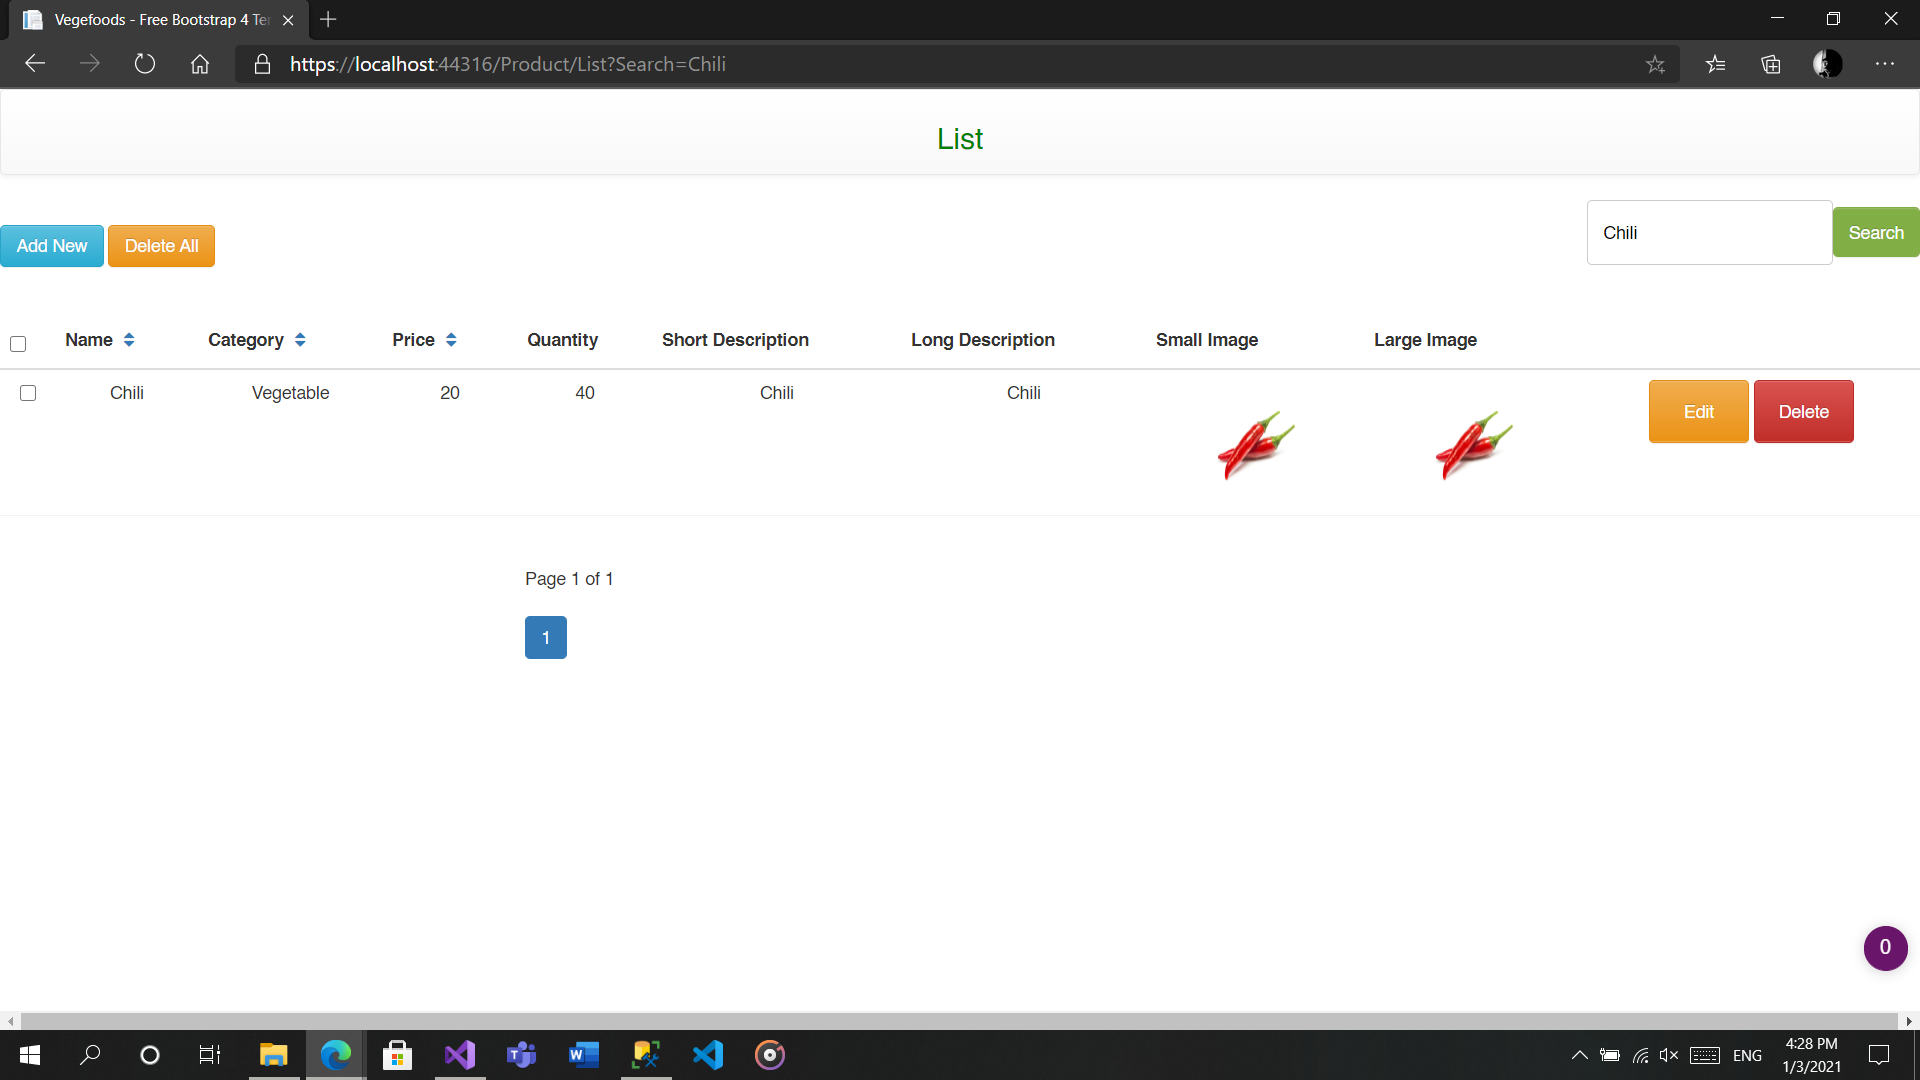 Vegefoods - Free Bootstrap 4 Te
https://localhost:44316/Product/List?Search=Chili
List
Add New
Delete All
Chili
Search
Name
Category
Price
Quantity
Short Description
Long Description
Small Image
Large Image
Chili
Vegetable
20
40
Chili
Chili
Edit
Delete
Page 1 of 1
1
0
ENG
4:28 PM
1/3/2021